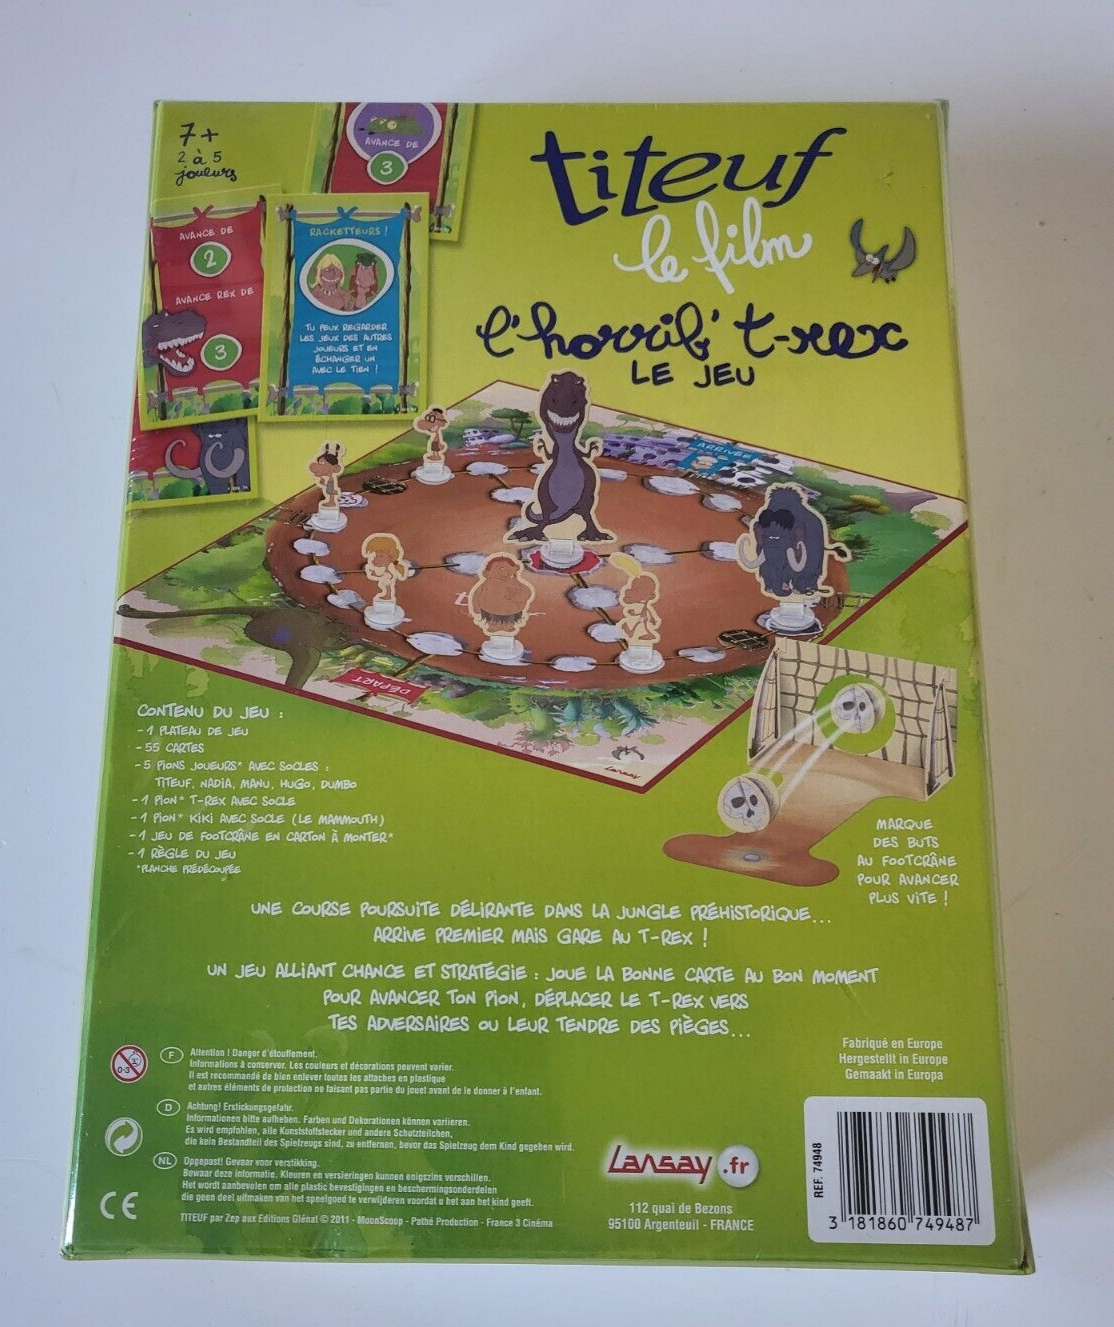 7+
2 à 5
joueurs
AVANCE DE
3
AVANCE DE
2
AVANCE REX DE
3
RACKETTEURS !
TU PEUX REGARDER
LES JEUX DES AUTRES
JOUEURS ET EN
ÉCHANGER UN
AVEC LE TIEN !
titeuf
le film
l'horrib' t-rex
LE JEU
ARRIVÉE
DÉPART
Lansay
CONTENU DU JEU :
- 1 PLATEAU DE JEU
- 55 CARTES
- 5 PIONS JOUEURS* AVEC SOCLES :
TITEUF, NADIA, MANU, HUGO, DUMBO
- 1 PION* T-REX AVEC SOCLE
- 1 PION* KIKI AVEC SOCLE (LE MAMMOUTH)
- 1 JEU DE FOOTCRÂNE EN CARTON À MONTER*
- 1 RÈGLE DU JEU
*PLANCHE PRÉDÉCOUPÉE
MARQUE
DES BUTS
AU FOOTCRÂNE
POUR AVANCER
PLUS VITE !
UNE COURSE POURSUITE DÉLIRANTE DANS LA JUNGLE PRÉHISTORIQUE...
ARRIVE PREMIER MAIS GARE AU T-REX !
UN JEU ALLIANT CHANCE ET STRATÉGIE : JOUE LA BONNE CARTE AU BON MOMENT
POUR AVANCER TON PION, DÉPLACER LE T-REX VERS
TES ADVERSAIRES OU LEUR TENDRE DES PIÈGES...
0-3
F Attention ! Danger d'étouffement.
Informations à conserver. Les couleurs et décorations peuvent varier.
Il est recommandé de bien enlever toutes les attaches en plastique
et autres éléments de protection ne faisant pas partie du jouet avant de le donner à l'enfant.
D Achtung! Erstickungsgefahr.
Informationen bitte aufheben. Farben und Dekorationen können variieren.
Es wird empfohlen, alle Kunststoffstecker und andere Schutzteilchen,
die kein Bestandteil des Spielzeugs sind, zu entfernen, bevor das Spielzeug dem Kind gegeben wird.
NL Opgepast! Gevaar voor verstikking.
Bewaar deze informatie. Kleuren en versieringen kunnen enigszins verschillen.
Het wordt aanbevolen om alle plastic bevestigingen en beschermingsonderdelen
die geen deel uitmaken van het speelgoed te verwijderen voordat u het aan het kind geeft.
CE
TITEUF par Zep aux Editions Glénat © 2011 - MoonScoop - Pathé Production - France 3 Cinéma
Fabriqué en Europe
Hergestellt in Europe
Gemaakt in Europa
Lansay .fr
112 quai de Bezons
95100 Argenteuil - FRANCE
REF. 74948
3 181860 749487